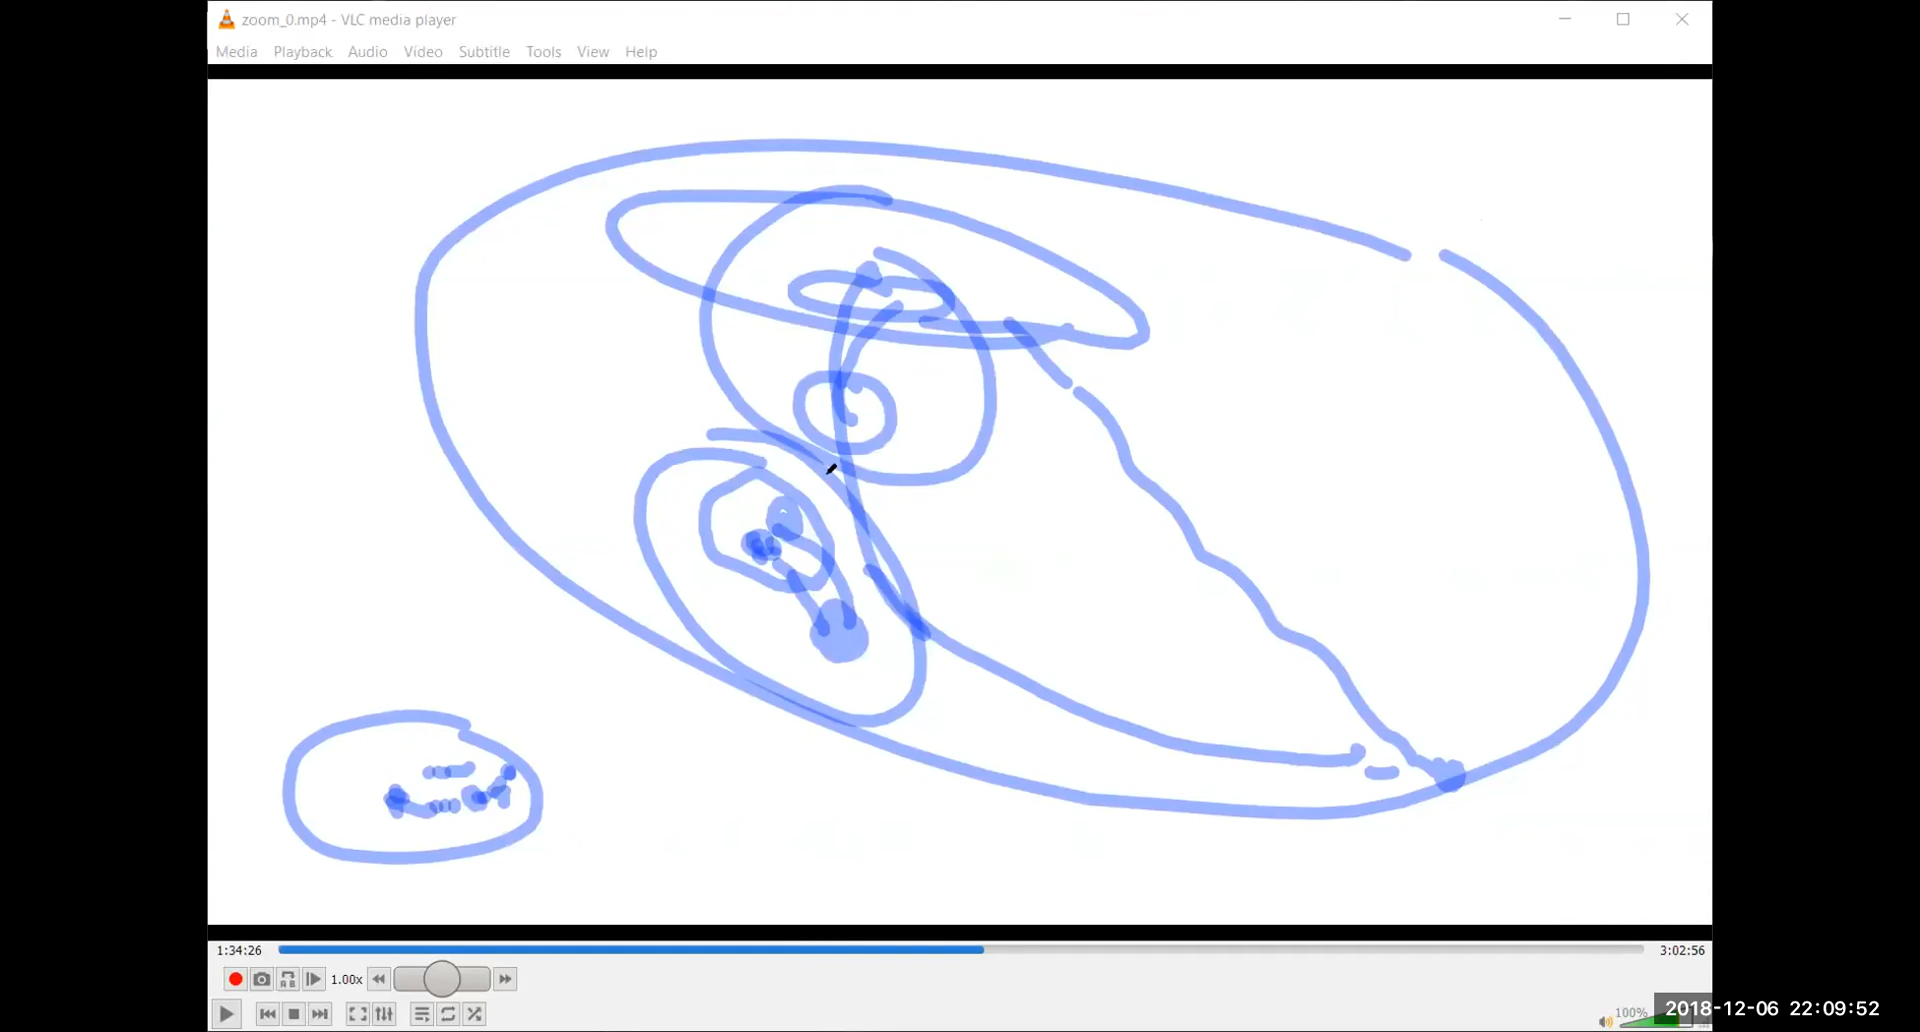 zoom_0.mp4 - VLC media player
Media Playback Audio Video Subtitle Tools View Help
1:34:26 3:02:56
1.00x
100%
2018-12-06 22:09:52